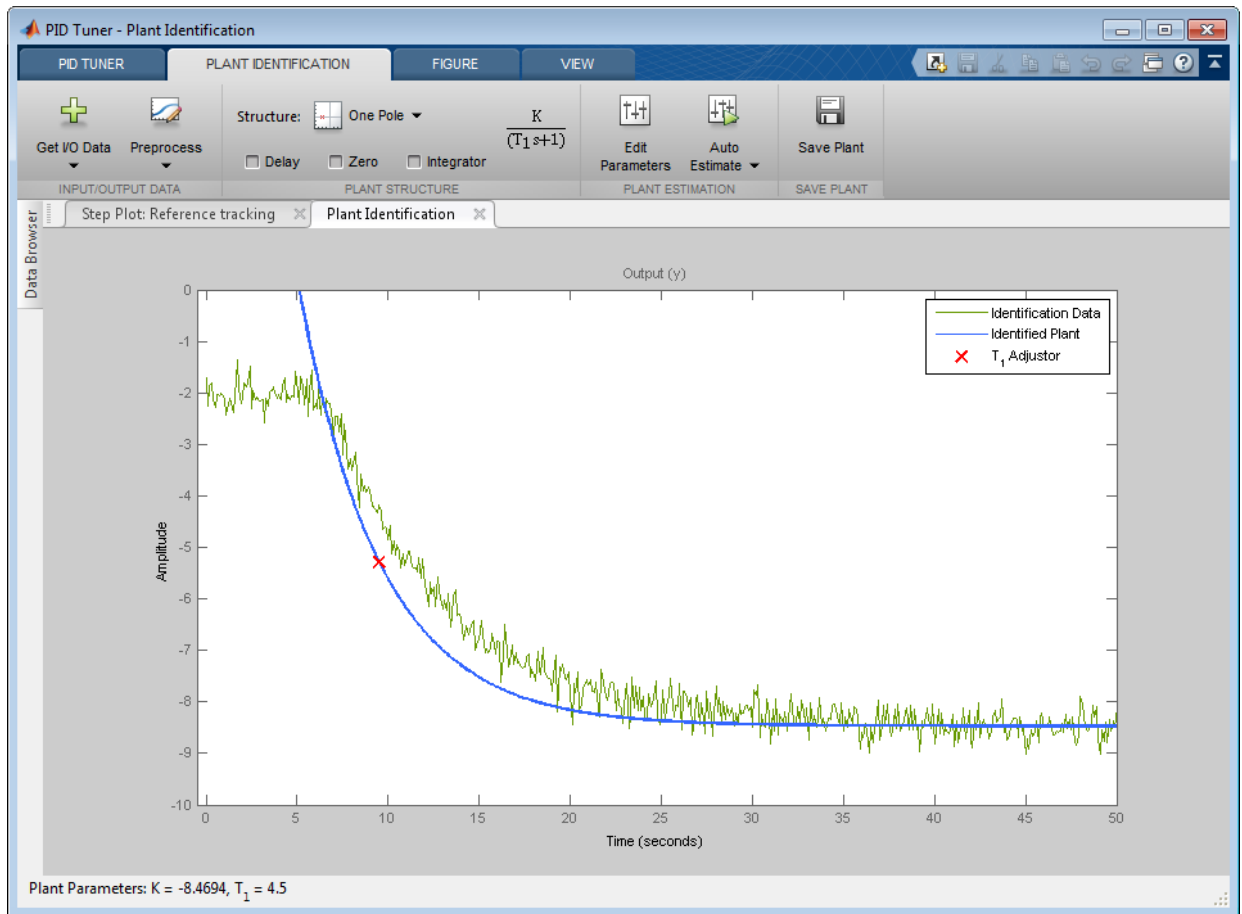 PID Tuner - Plant Identification
PID TUNER
PLANT IDENTIFICATION
FIGURE
VIEW
?
Get I/O Data
Preprocess
Structure:
One Pole
K
(T1 s+1)
Delay
Zero
Integrator
Edit
Parameters
Auto
Estimate
Save Plant
INPUT/OUTPUT DATA
PLANT STRUCTURE
PLANT ESTIMATION
SAVE PLANT
Data Browser
Step Plot: Reference tracking
Plant Identification
Output (y)
Identification Data
Identified Plant
T1 Adjustor
Amplitude
0
-1
-2
-3
-4
-5
-6
-7
-8
-9
-10
0 5 10 15 20 25 30 35 40 45 50
Time (seconds)
Plant Parameters: K = -8.4694, T1 = 4.5